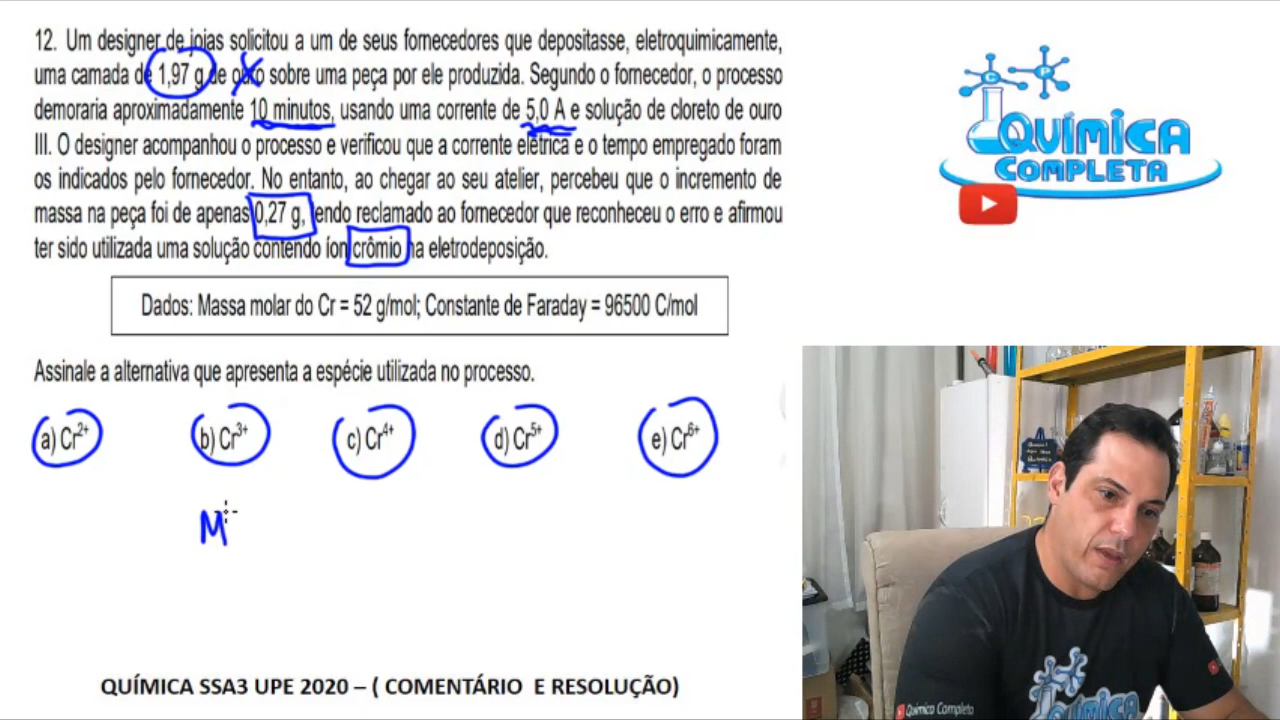 12. Um designer de joias solicitou a um de seus fornecedores que depositasse, eletroquimicamente,
uma camada de 1,97 g de ouro sobre uma peça por ele produzida. Segundo o fornecedor, o processo
demoraria aproximadamente 10 minutos, usando uma corrente de 5,0 A e solução de cloreto de ouro
III. O designer acompanhou o processo e verificou que a corrente elétrica e o tempo empregado foram
os indicados pelo fornecedor. No entanto, ao chegar ao seu atelier, percebeu que o incremento de
massa na peça foi de apenas 0,27 g, tendo reclamado ao fornecedor que reconheceu o erro e afirmou
ter sido utilizada uma solução contendo íon crômio na eletrodeposição.
Dados: Massa molar do Cr = 52 g/mol; Constante de Faraday = 96500 C/mol
Assinale a alternativa que apresenta a espécie utilizada no processo.
a) Cr²⁺ b) Cr³⁺ c) Cr⁴⁺ d) Cr⁵⁺ e) Cr⁶⁺
M
QUÍMICA SSA3 UPE 2020 – ( COMENTÁRIO E RESOLUÇÃO)
C P
QUÍMICA
COMPLETA
Química Completa
QUÍMICA